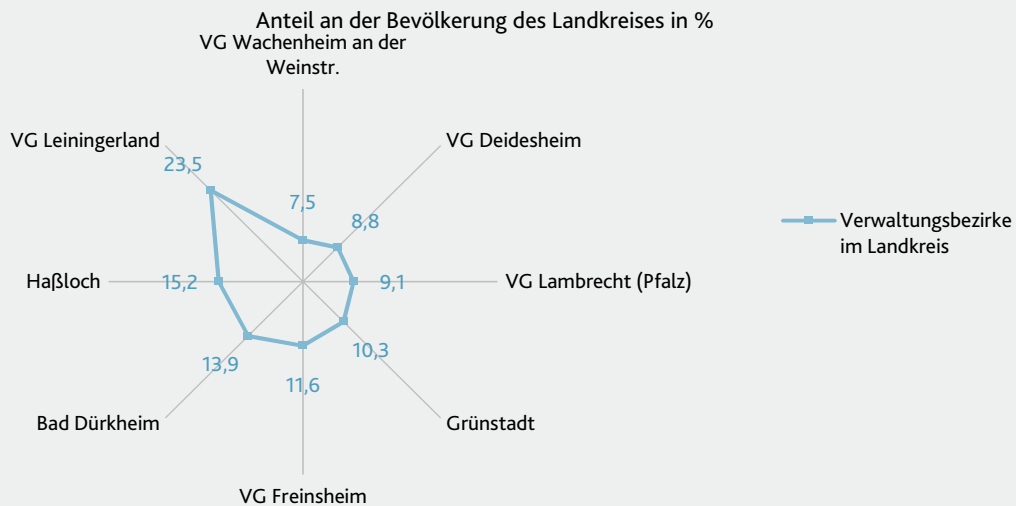 Anteil an der Bevölkerung des Landkreises in %
VG Wachenheim an der
Weinstr.
VG Leiningerland
VG Deidesheim
23,5
7,5
8,8
Verwaltungsbezirke
im Landkreis
Haßloch
15,2
9,1
VG Lambrecht (Pfalz)
13,9
10,3
11,6
Bad Dürkheim
Grünstadt
VG Freinsheim